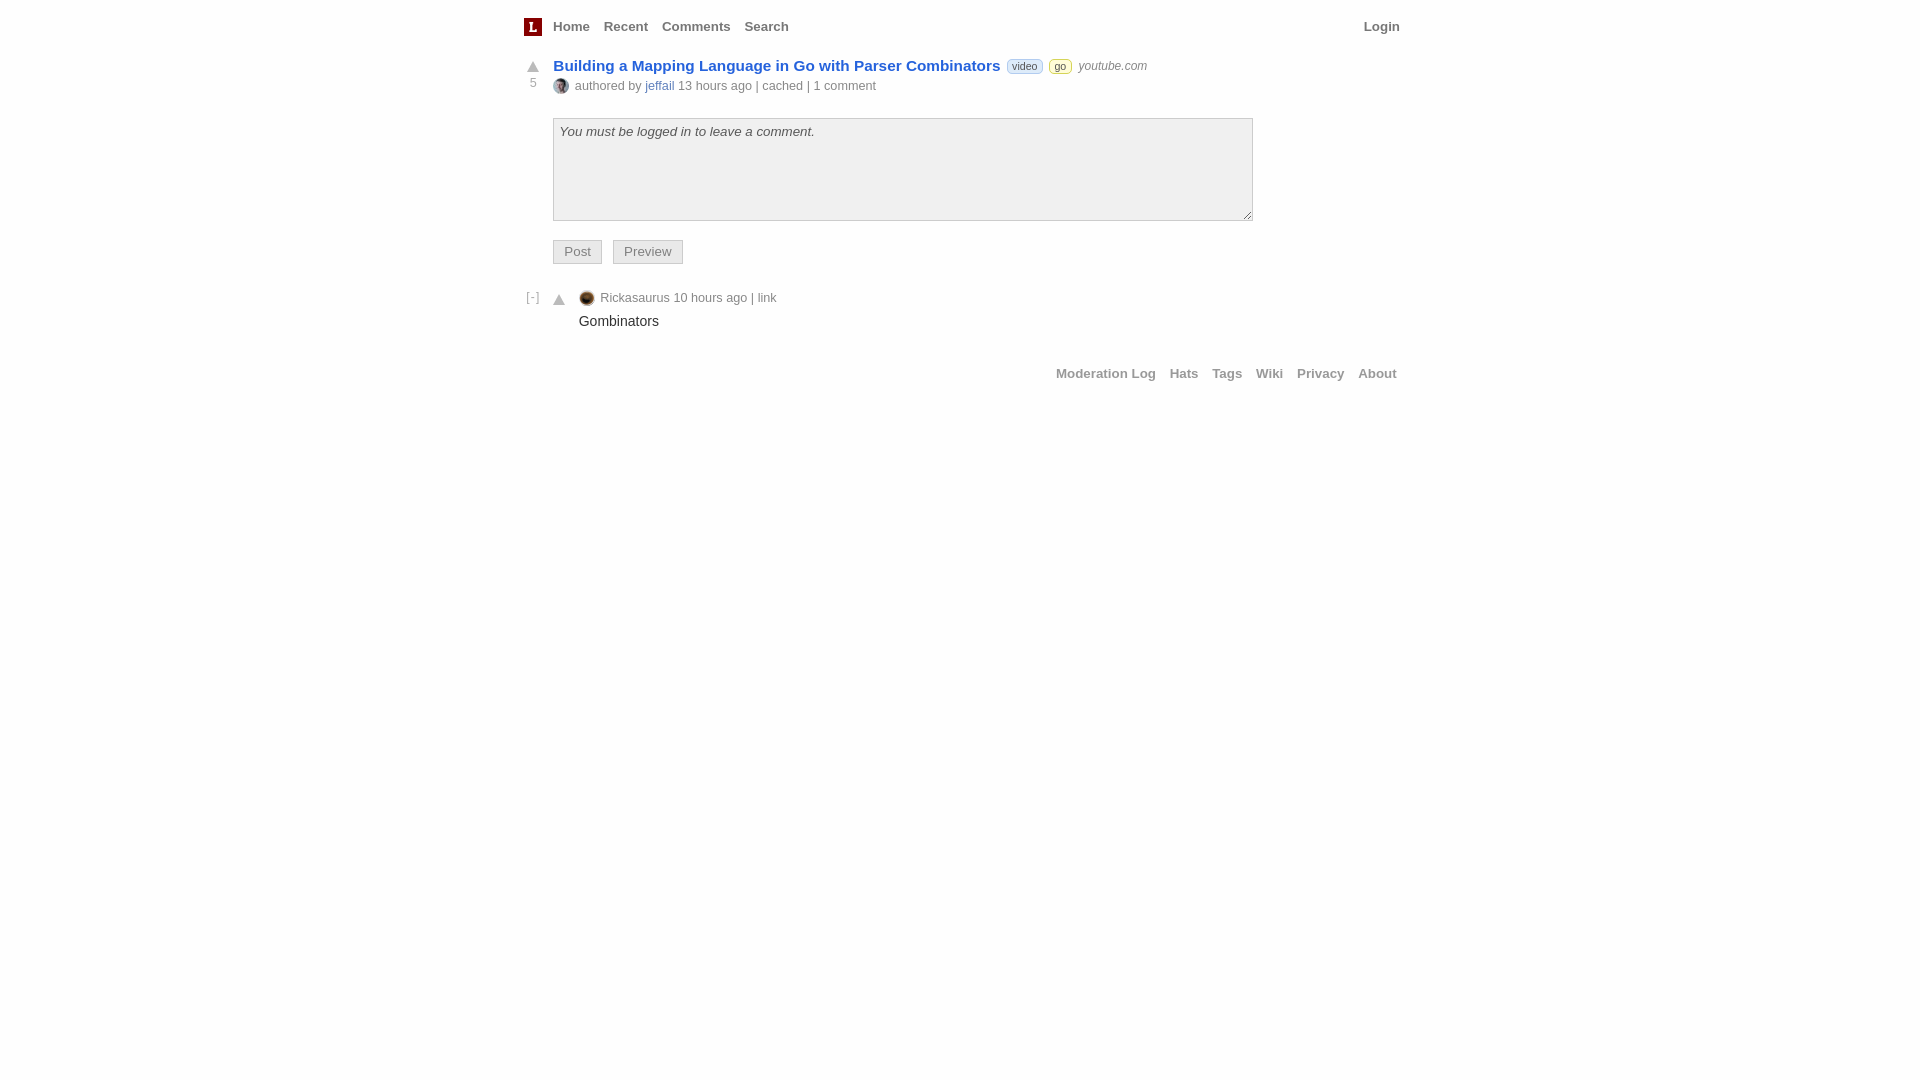 L Home Recent Comments Search Login
Building a Mapping Language in Go with Parser Combinators video go youtube.com
5
authored by jeffail 13 hours ago | cached | 1 comment
You must be logged in to leave a comment.
Post Preview
[-] Rickasaurus 10 hours ago | link
Gombinators
Moderation Log Hats Tags Wiki Privacy About